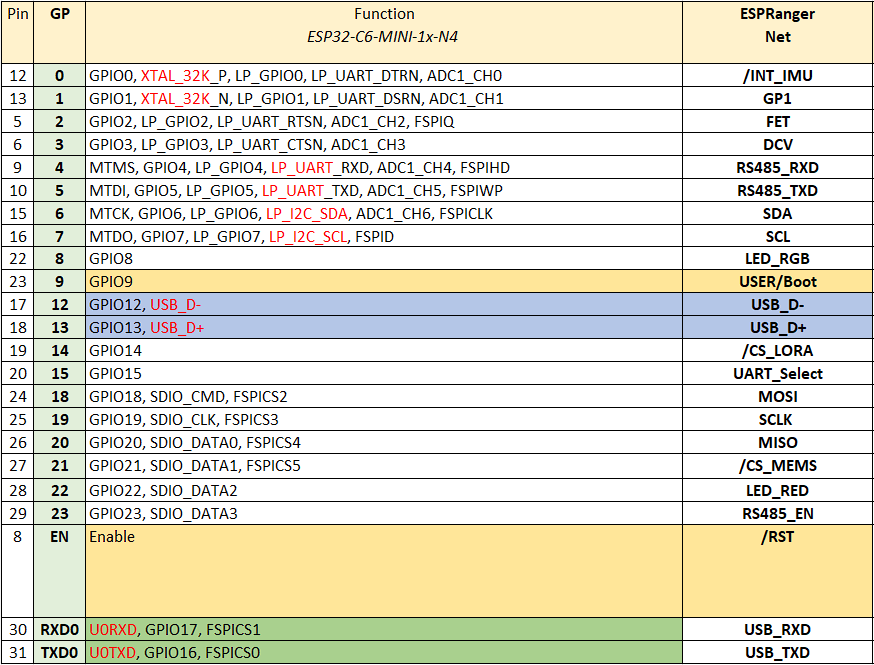 Pin GP Function ESPRanger
ESP32-C6-MINI-1x-N4 Net
12 0 GPIO0, XTAL_32K_P, LP_GPIO0, LP_UART_DTRN, ADC1_CH0 /INT_IMU
13 1 GPIO1, XTAL_32K_N, LP_GPIO1, LP_UART_DSRN, ADC1_CH1 GP1
5 2 GPIO2, LP_GPIO2, LP_UART_RTSN, ADC1_CH2, FSPIQ FET
6 3 GPIO3, LP_GPIO3, LP_UART_CTSN, ADC1_CH3 DCV
9 4 MTMS, GPIO4, LP_GPIO4, LP_UART_RXD, ADC1_CH4, FSPIHD RS485_RXD
10 5 MTDI, GPIO5, LP_GPIO5, LP_UART_TXD, ADC1_CH5, FSPIWP RS485_TXD
15 6 MTCK, GPIO6, LP_GPIO6, LP_I2C_SDA, ADC1_CH6, FSPICLK SDA
16 7 MTDO, GPIO7, LP_GPIO7, LP_I2C_SCL, FSPID SCL
22 8 GPIO8 LED_RGB
23 9 GPIO9 USER/Boot
17 12 GPIO12, USB_D- USB_D-
18 13 GPIO13, USB_D+ USB_D+
19 14 GPIO14 /CS_LORA
20 15 GPIO15 UART_Select
24 18 GPIO18, SDIO_CMD, FSPICS2 MOSI
25 19 GPIO19, SDIO_CLK, FSPICS3 SCLK
26 20 GPIO20, SDIO_DATA0, FSPICS4 MISO
27 21 GPIO21, SDIO_DATA1, FSPICS5 /CS_MEMS
28 22 GPIO22, SDIO_DATA2 LED_RED
29 23 GPIO23, SDIO_DATA3 RS485_EN
8 EN Enable /RST
30 RXD0 U0RXD, GPIO17, FSPICS1 USB_RXD
31 TXD0 U0TXD, GPIO16, FSPICS0 USB_TXD